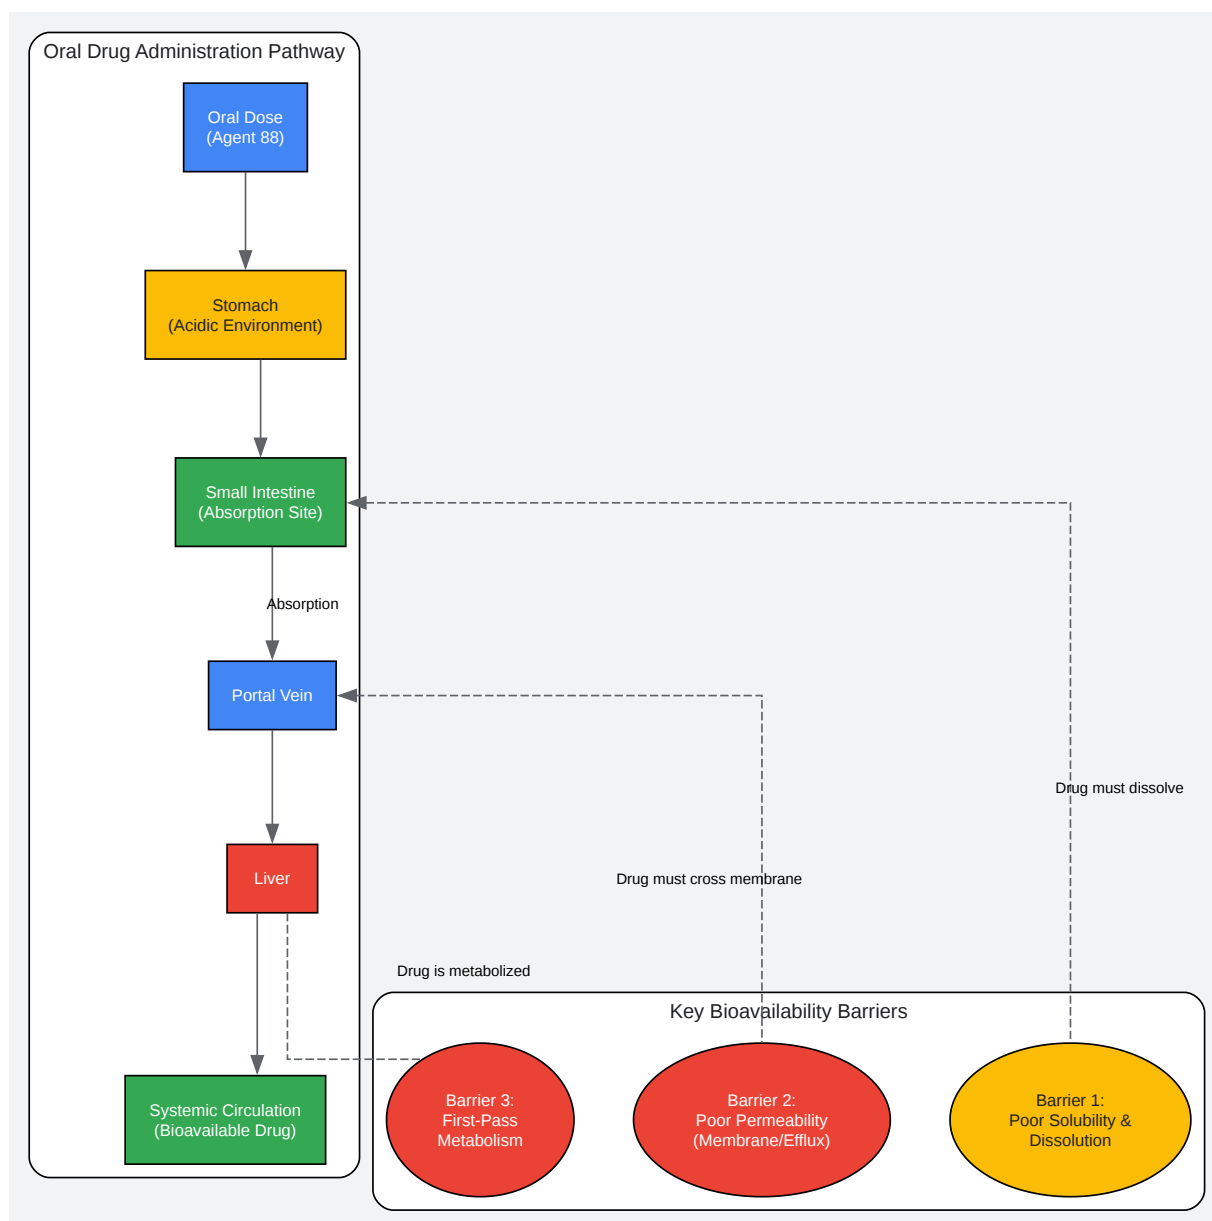 Oral Drug Administration Pathway
Oral Dose
(Agent 88)
Stomach
(Acidic Environment)
Small Intestine
(Absorption Site)
Absorption
Portal Vein
Drug must dissolve
Liver
Drug must cross membrane
Drug is metabolized
Key Bioavailability Barriers
Systemic Circulation
(Bioavailable Drug)
Barrier 3:
First-Pass
Metabolism
Barrier 2:
Poor Permeability
(Membrane/Efflux)
Barrier 1:
Poor Solubility &
Dissolution